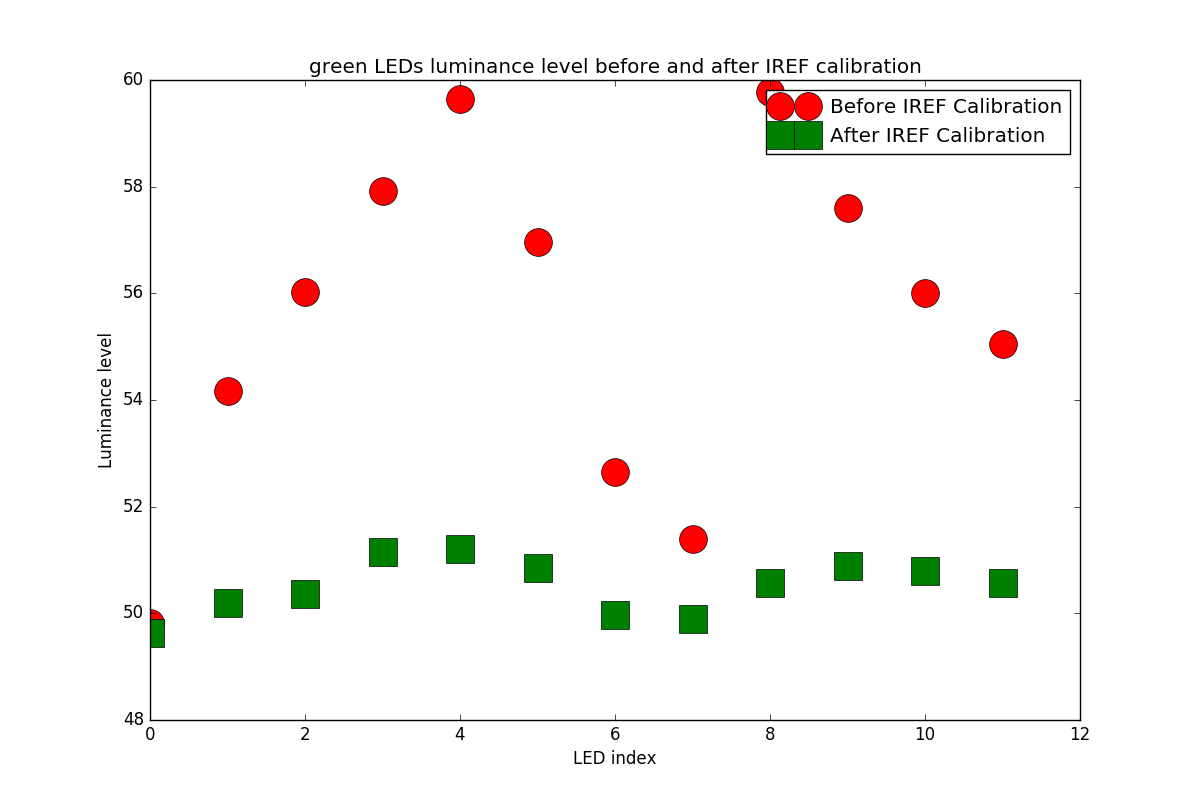 green LEDs luminance level before and after IREF calibration
60
Before IREF Calibration
After IREF Calibration
58
56
54
52
50
48
Luminance level
0 2 4 6 8 10 12
LED index